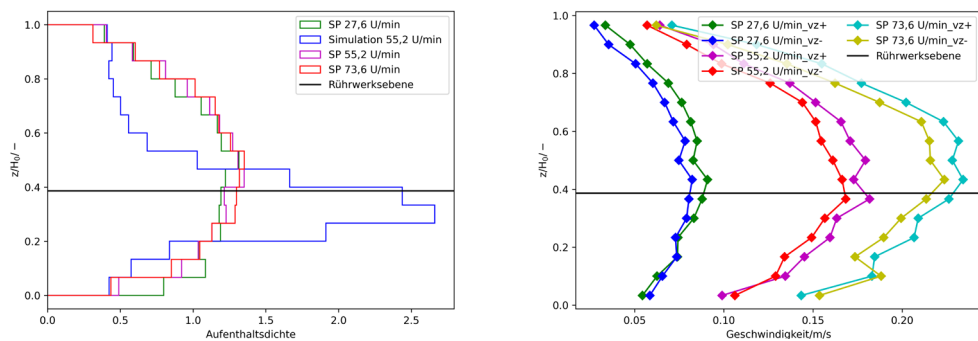 SP 27,6 U/min
Simulation 55,2 U/min
SP 55,2 U/min
SP 73,6 U/min
Rührwerksebene
z/H₀/ −
1.0
0.8
0.6
0.4
0.2
0.0
0.0 0.5 1.0 1.5 2.0 2.5
Aufenthaltsdichte
SP 27,6 U/min_vz+
SP 27,6 U/min_vz-
SP 55,2 U/min_vz+
SP 55,2 U/min_vz-
SP 73,6 U/min_vz+
SP 73,6 U/min_vz-
Rührwerksebene
z/H₀/ −
1.0
0.8
0.6
0.4
0.2
0.0
0.05 0.10 0.15 0.20
Geschwindigkeit/m/s